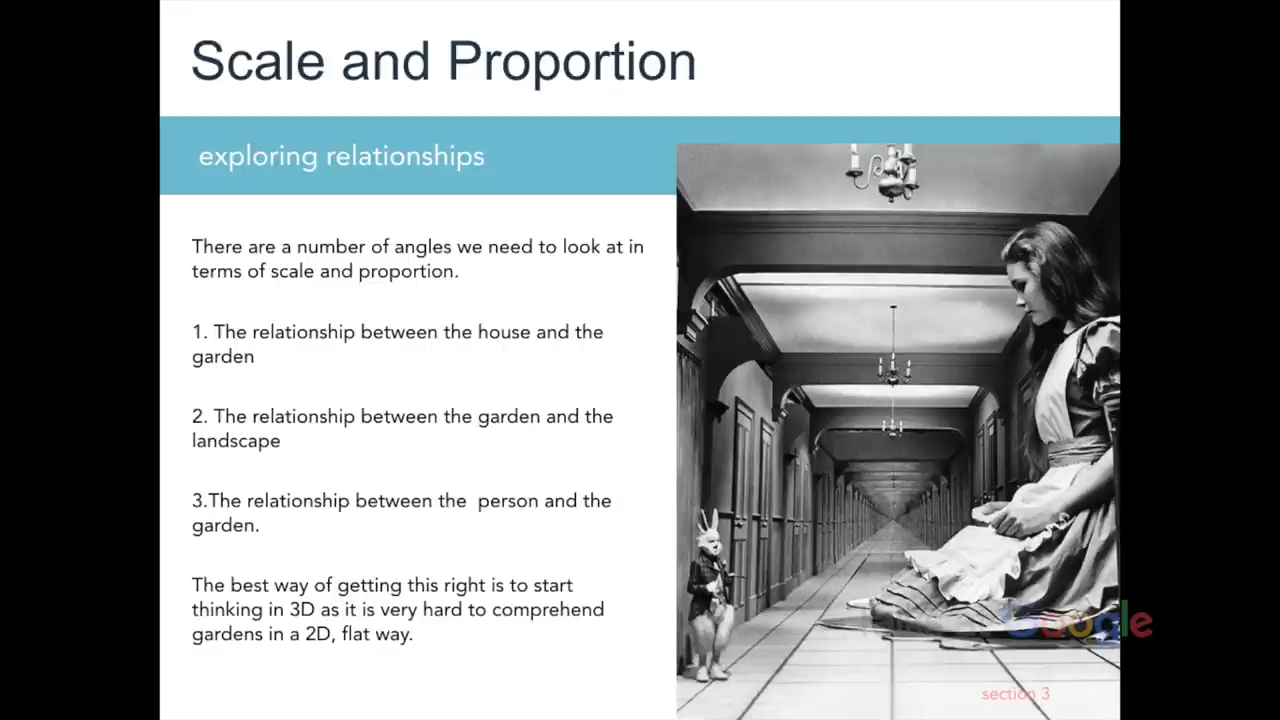 Scale and Proportion
exploring relationships
There are a number of angles we need to look at in
terms of scale and proportion.
1. The relationship between the house and the
garden
2. The relationship between the garden and the
landscape
3.The relationship between the  person and the
garden.
The best way of getting this right is to start
thinking in 3D as it is very hard to comprehend
gardens in a 2D, flat way.
Google
section 3